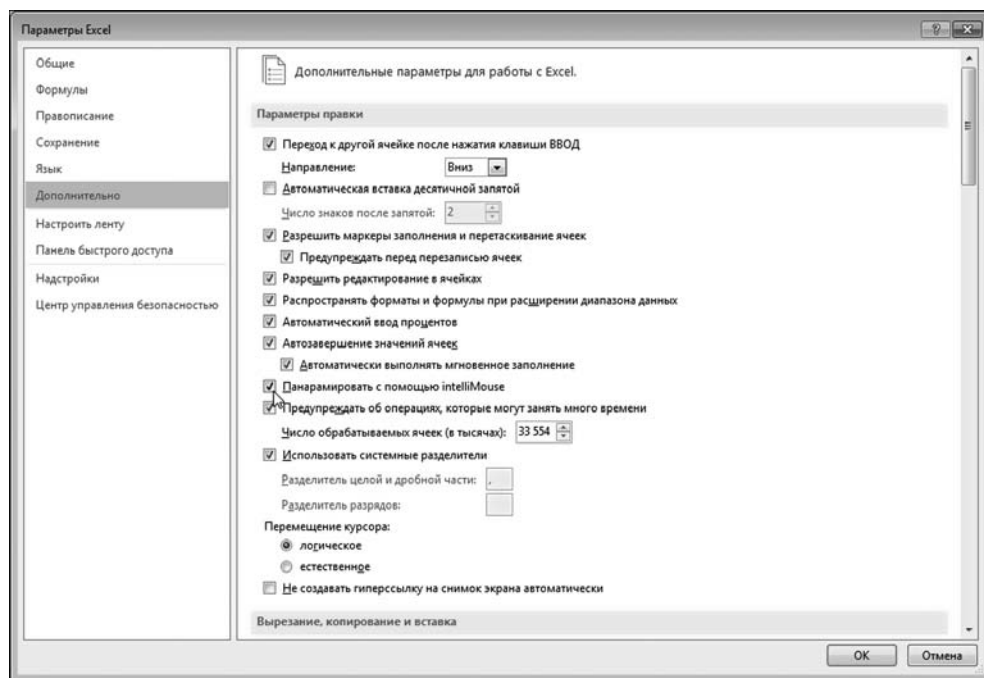 Параметры Excel
Общие
Формулы
Правописание
Сохранение
Язык
Дополнительно
Настроить ленту
Панель быстрого доступа
Надстройки
Центр управления безопасностью
Дополнительные параметры для работы с Excel.
Параметры правки
Переход к другой ячейке после нажатия клавиши ВВОД
Направление: Вниз
Автоматическая вставка десятичной запятой
Число знаков после запятой: 2
Разрешить маркеры заполнения и перетаскивание ячеек
Предупреждать перед перезаписью ячеек
Разрешить редактирование в ячейках
Распространять форматы и формулы при расширении диапазона данных
Автоматический ввод процентов
Автозавершение значений ячеек
Автоматически выполнять мгновенное заполнение
Панарамировать с помощью intelliMouse
Предупреждать об операциях, которые могут занять много времени
Число обрабатываемых ячеек (в тысячах): 33 554
Использовать системные разделители
Разделитель целой и дробной части: ,
Разделитель разрядов:
Перемещение курсора:
логическое
естественное
Не создавать гиперссылку на снимок экрана автоматически
Вырезание, копирование и вставка
ОК Отмена